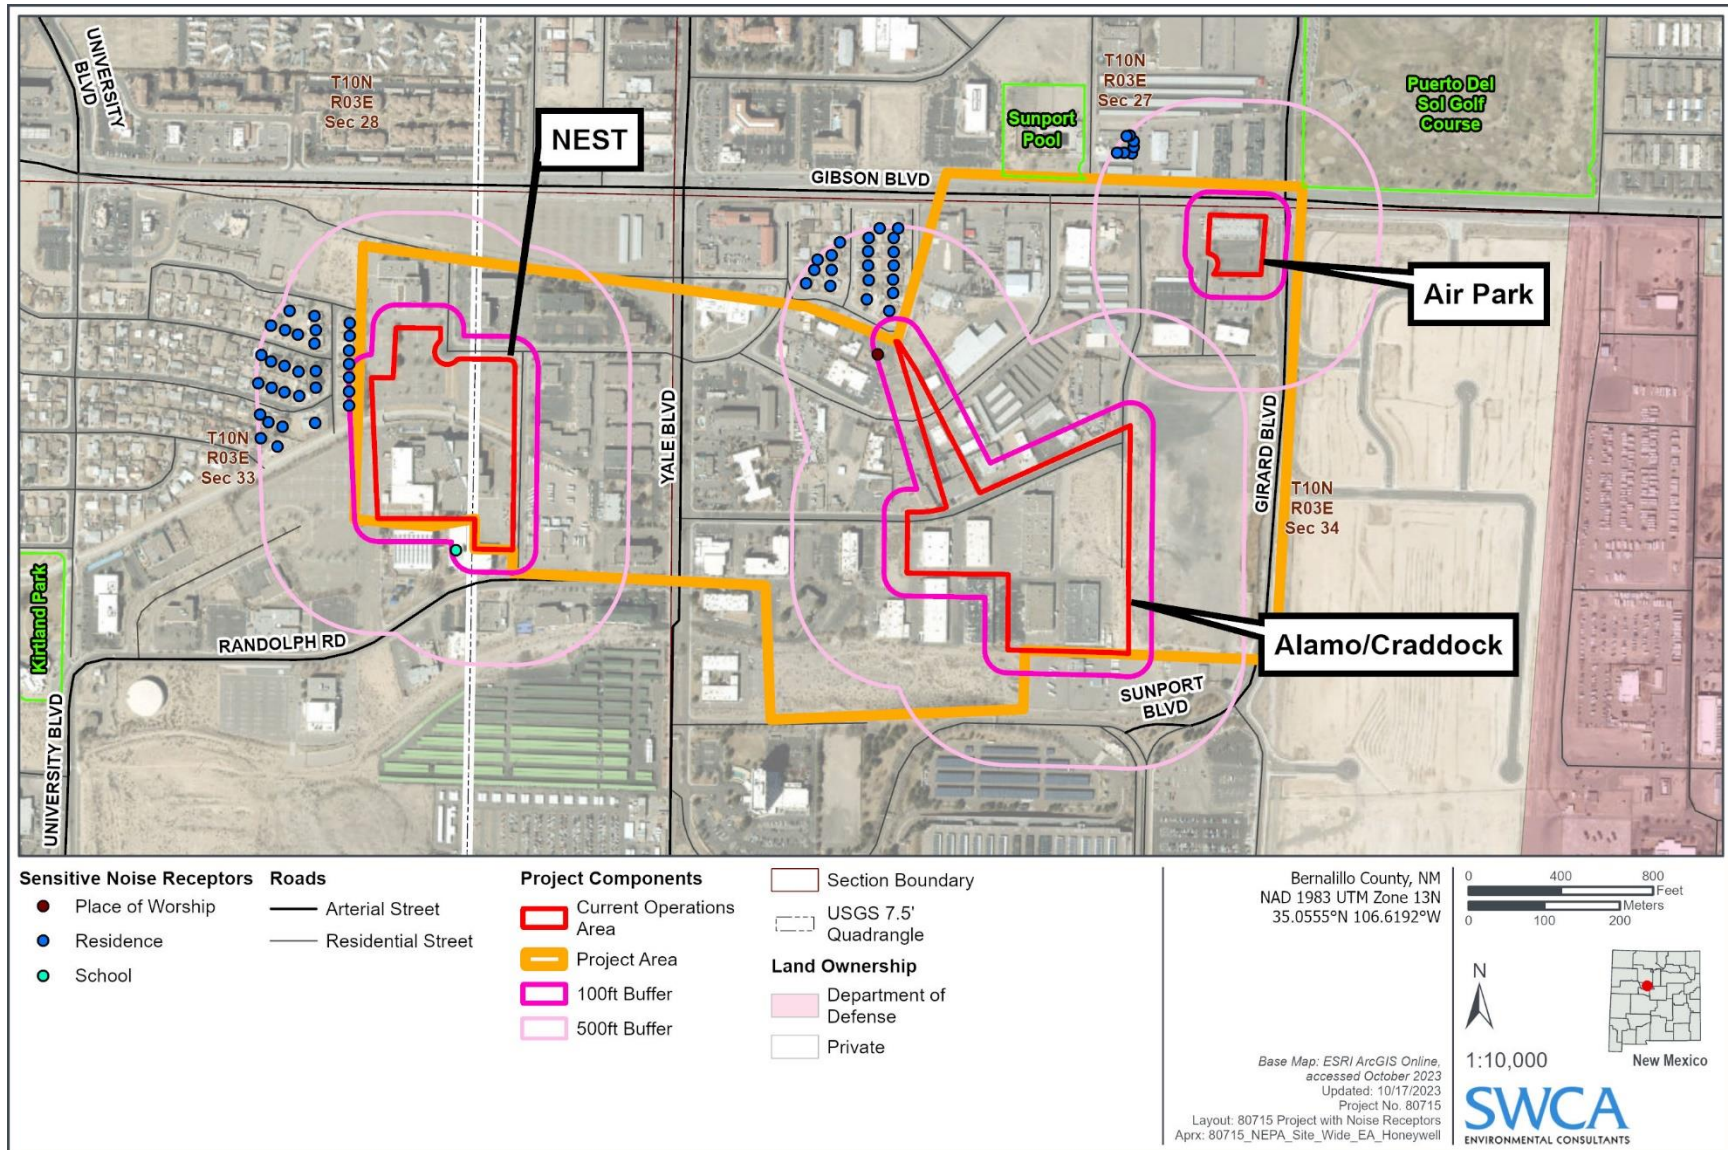 UNIVERSITY
BLVD
T10N
R03E
Sec 28
NEST
T10N
R03E
Sec 27
Sunport
Pool
Puerto Del
Sol Golf
Course
GIBSON BLVD
Air Park
T10N
R03E
Sec 33
YALE BLVD
GIRARD BLVD
T10N
R03E
Sec 34
Kirtland Park
RANDOLPH RD
Alamo/Craddock
SUNPORT
BLVD
UNIVERSITY BLVD
Sensitive Noise Receptors
Place of Worship
Residence
School
Roads
Arterial Street
Residential Street
Project Components
Current Operations
Area
Project Area
100ft Buffer
500ft Buffer
Section Boundary
USGS 7.5'
Quadrangle
Land Ownership
Department of
Defense
Private
Bernalillo County, NM
NAD 1983 UTM Zone 13N
35.0555°N 106.6192°W
Base Map: ESRI ArcGIS Online,
accessed October 2023
Updated: 10/17/2023
Project No. 80715
Layout: 80715 Project with Noise Receptors
Aprx: 80715_NEPA_Site_Wide_EA_Honeywell
0 400 800
Feet
Meters
0 100 200
N
1:10,000
New Mexico
SWCA
ENVIRONMENTAL CONSULTANTS